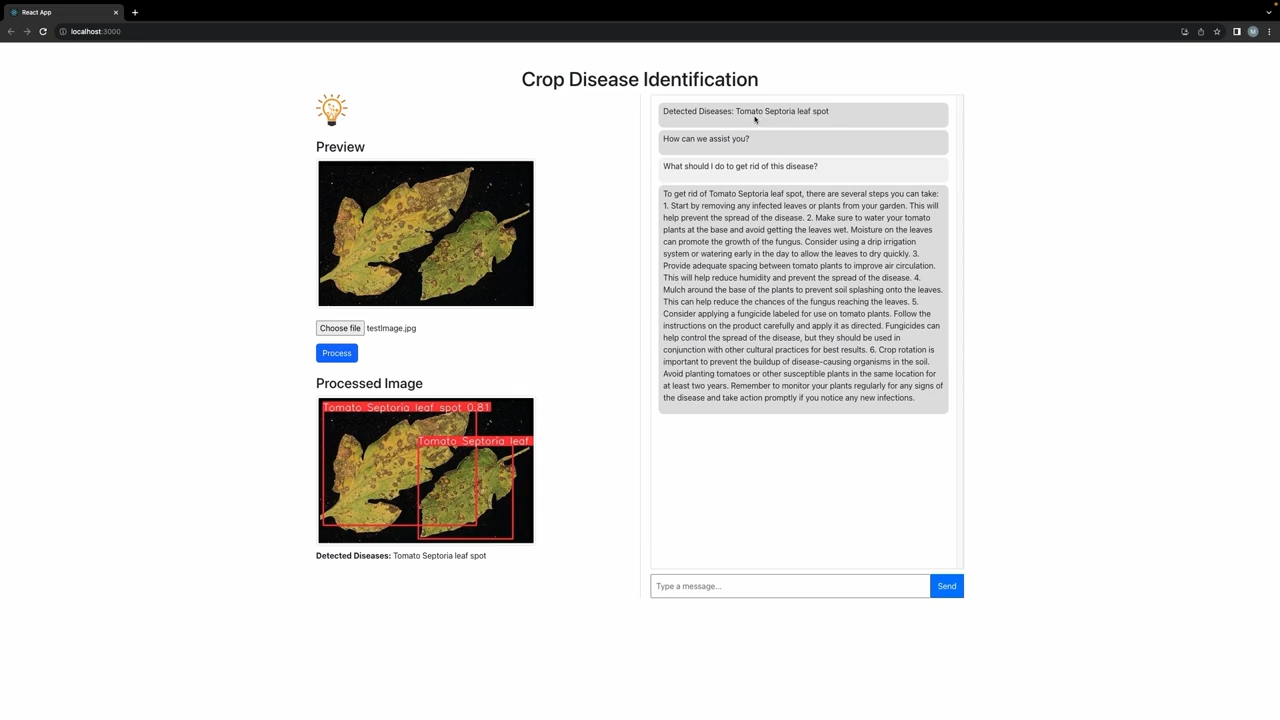 React App
localhost:3000
M
Crop Disease Identification
Preview
Choose file testImage.jpg
Process
Processed Image
Tomato Septoria leaf spot 0.81
Tomato Septoria leaf
Detected Diseases: Tomato Septoria leaf spot
Detected Diseases: Tomato Septoria leaf spot
How can we assist you?
What should I do to get rid of this disease?
To get rid of Tomato Septoria leaf spot, there are several steps you can take:
1. Start by removing any infected leaves or plants from your garden. This will
help prevent the spread of the disease. 2. Make sure to water your tomato
plants at the base and avoid getting the leaves wet. Moisture on the leaves
can promote the growth of the fungus. Consider using a drip irrigation
system or watering early in the day to allow the leaves to dry quickly. 3.
Provide adequate spacing between tomato plants to improve air circulation.
This will help reduce humidity and prevent the spread of the disease. 4.
Mulch around the base of the plants to prevent soil splashing onto the leaves.
This can help reduce the chances of the fungus reaching the leaves. 5.
Consider applying a fungicide labeled for use on tomato plants. Follow the
instructions on the product carefully and apply it as directed. Fungicides can
help control the spread of the disease, but they should be used in
conjunction with other cultural practices for best results. 6. Crop rotation is
important to prevent the buildup of disease-causing organisms in the soil.
Avoid planting tomatoes or other susceptible plants in the same location for
at least two years. Remember to monitor your plants regularly for any signs of
the disease and take action promptly if you notice any new infections.
Type a message...
Send